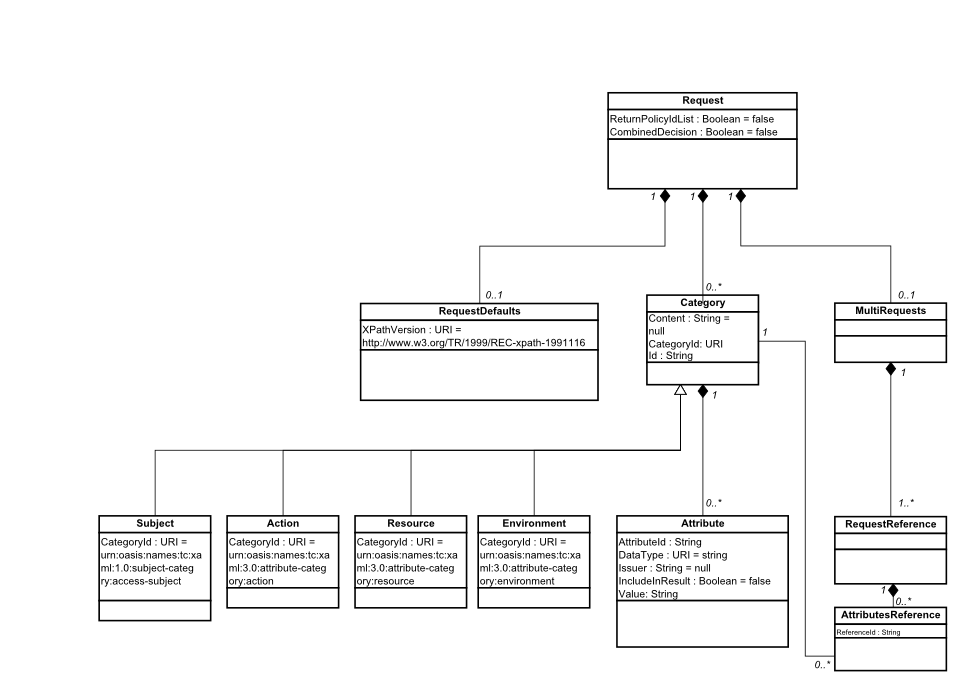 Request
ReturnPolicyIdList : Boolean = false
CombinedDecision : Boolean = false
1
1
1
0..1
0..*
0..1
RequestDefaults
XPathVersion : URI =
http://www.w3.org/TR/1999/REC-xpath-1991116
Category
Content : String =
null
CategoryId: URI
Id : String
1
MultiRequests
1
1
0..*
1..*
Subject
CategoryId : URI =
urn:oasis:names:tc:xa
ml:1.0:subject-categ
ry:access-subject
Action
CategoryId : URI =
urn:oasis:names:tc:xa
ml:3.0:attribute-categ
ory:action
Resource
CategoryId : URI =
urn:oasis:names:tc:xa
ml:3.0:attribute-categ
ory:resource
Environment
CategoryId : URI =
urn:oasis:names:tc:xa
ml:3.0:attribute-categ
ory:environment
Attribute
AttributeId : String
DataType : URI = string
Issuer : String = null
IncludeInResult : Boolean = false
Value: String
RequestReference
1
0..*
AttributesReference
ReferenceId : String
0..*